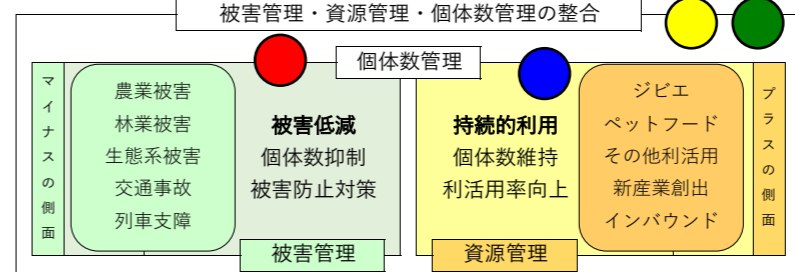 被害管理・資源管理・個体数管理の整合
個体数管理
マイナスの側面
農業被害
林業被害
生態系被害
交通事故
列車支障
被害低減
個体数抑制
被害防止対策
被害管理
持続的利用
個体数維持
利活用率向上
資源管理
ジビエ
ペットフード
その他利活用
新産業創出
インバウンド
プラスの側面